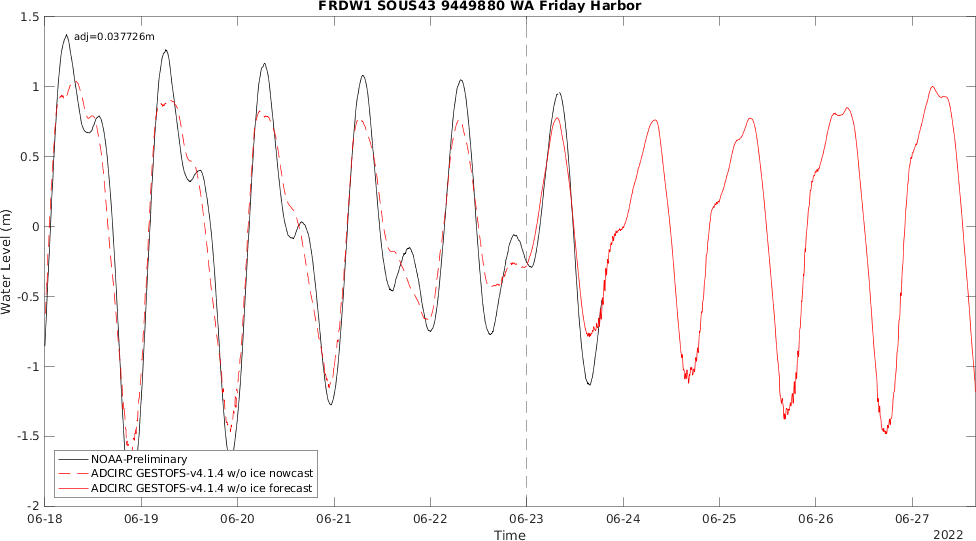 FRDW1 SOUS43 9449880 WA Friday Harbor
adj=0.037726m
1.5
1
0.5
0
-0.5
-1
-1.5
-2
Water Level (m)
NOAA-Preliminary
ADCIRC GESTOFS-v4.1.4 w/o ice nowcast
ADCIRC GESTOFS-v4.1.4 w/o ice forecast
06-18 06-19 06-20 06-21 06-22 06-23 06-24 06-25 06-26 06-27
Time
2022